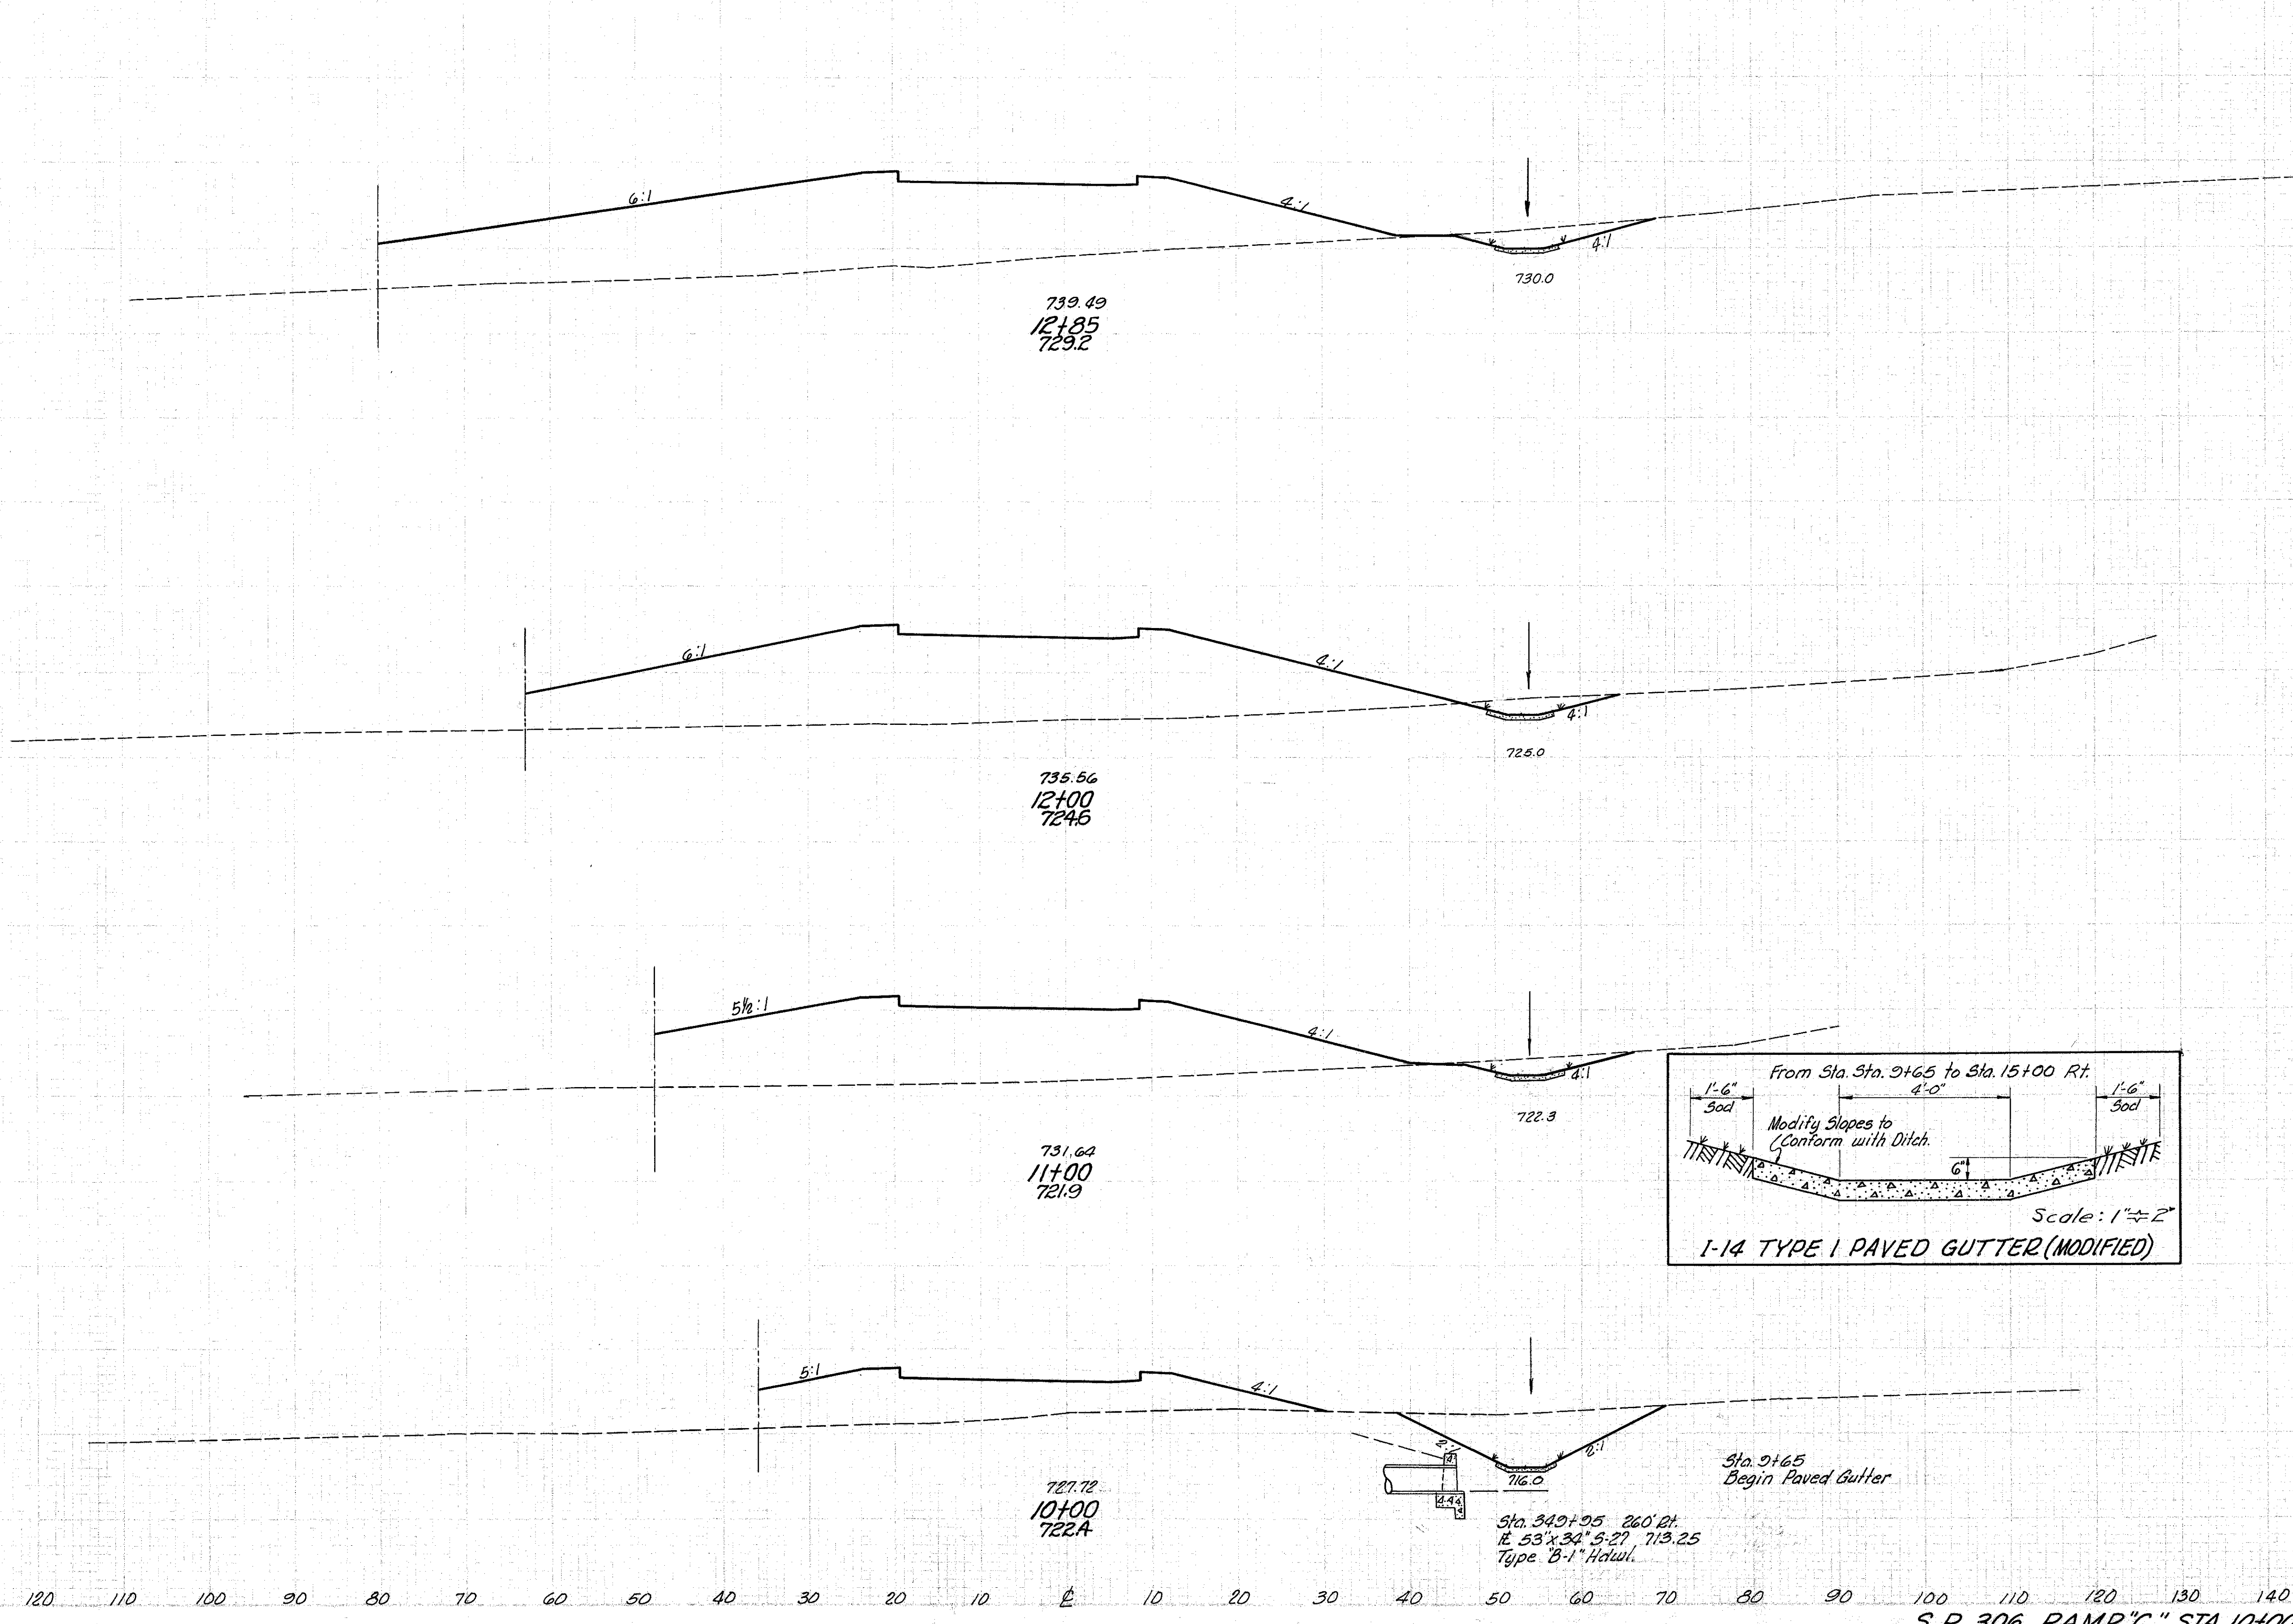 6:1
4:1
4:1
730.0
739.49
12+85
729.2
6:1
4:1
4:1
725.0
735.56
12+00
724.6
5½:1
4:1
4:1
722.3
731.64
11+00
721.9
From Sta. Sta. 9+65 to Sta. 15+00 Rt.
1'-6" 4'-0" 1'-6"
Sod Sod
Modify Slopes to
Conform with Ditch.
6"
Scale: 1"=2'
I-14 TYPE 1 PAVED GUTTER (MODIFIED)
5:1
4:1
2:1
2:1
716.0
727.72
10+00
722.4
Sta. 9+65
Begin Paved Gutter
Sta. 349+95 260' Rt.
53"x34" S-27 713.25
Type "B-1" Hdwl.
120 110 100 90 80 70 60 50 40 30 20 10 ℄ 10 20 30 40 50 60 70 80 90 100 110 120 130 140
S.R. 306 RAMP "C" STA. 10+00